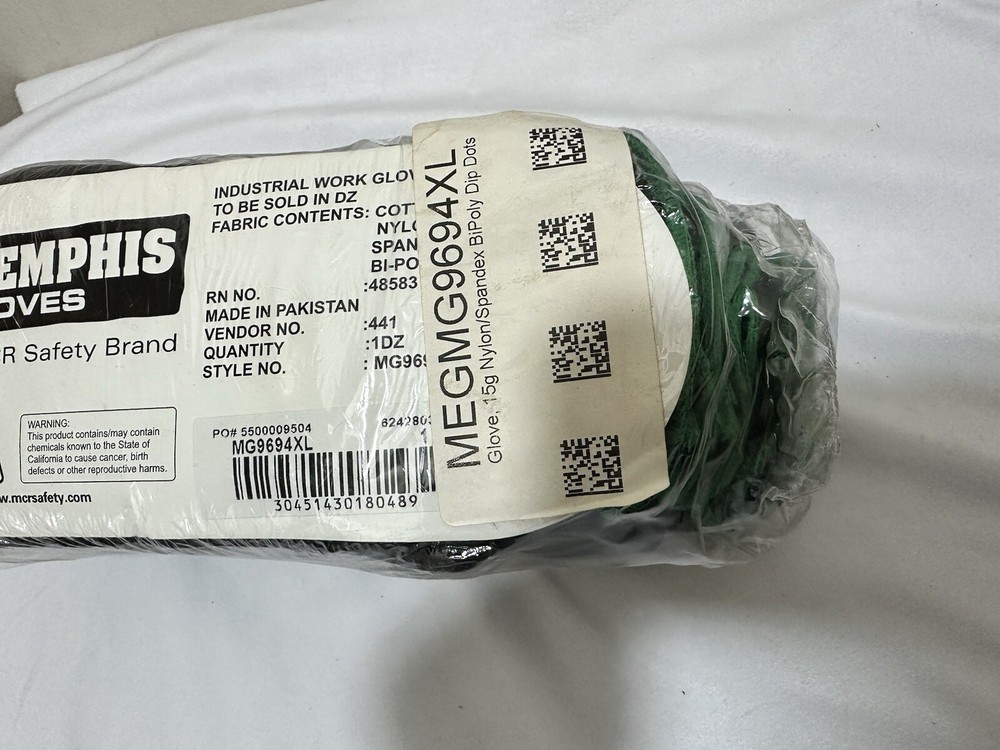 EMPHIS
OVES
R Safety Brand
WARNING:
This product contains/may contain
chemicals known to the State of
California to cause cancer, birth
defects or other reproductive harms.
w.mcrsafety.com
INDUSTRIAL WORK GLOV
TO BE SOLD IN DZ
FABRIC CONTENTS: COT
NYLO
SPAN
BI-PO
RN NO. :48583
MADE IN PAKISTAN
VENDOR NO. :441
QUANTITY :1DZ
STYLE NO. : MG969
PO# 5500009504 6242803
MG9694XL 1
30451430180489
MEGMG9694XL
Glove, 15g Nylon/Spandex BiPoly Dip Dots